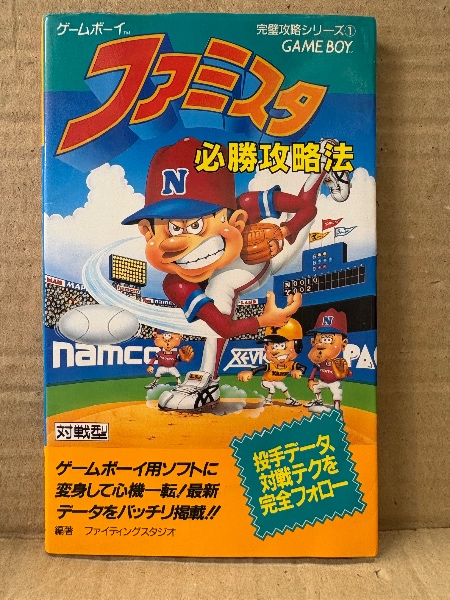 ゲームボーイ™
完璧攻略シリーズ①
GAME BOY
ファミスタ
必勝攻略法
N
namco
XEVI
PAC
対戦型
投手データ、
対戦テクを
完全フォロー
ゲームボーイ用ソフトに
変身して心機一転!最新
データをバッチリ掲載!!
編著 ファイティングスタジオ